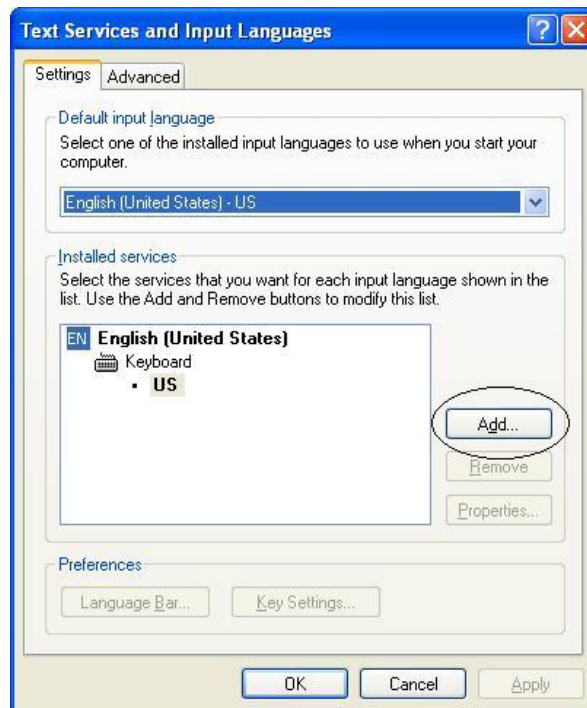 Text Services and Input Languages
Settings
Advanced
Default input language
Select one of the installed input languages to use when you start your
computer.
English (United States) - US
Installed services
Select the services that you want for each input language shown in the
list. Use the Add and Remove buttons to modify this list.
EN English (United States)
Keyboard
US
Add...
Remove
Properties...
Preferences
Language Bar...
Key Settings...
OK
Cancel
Apply